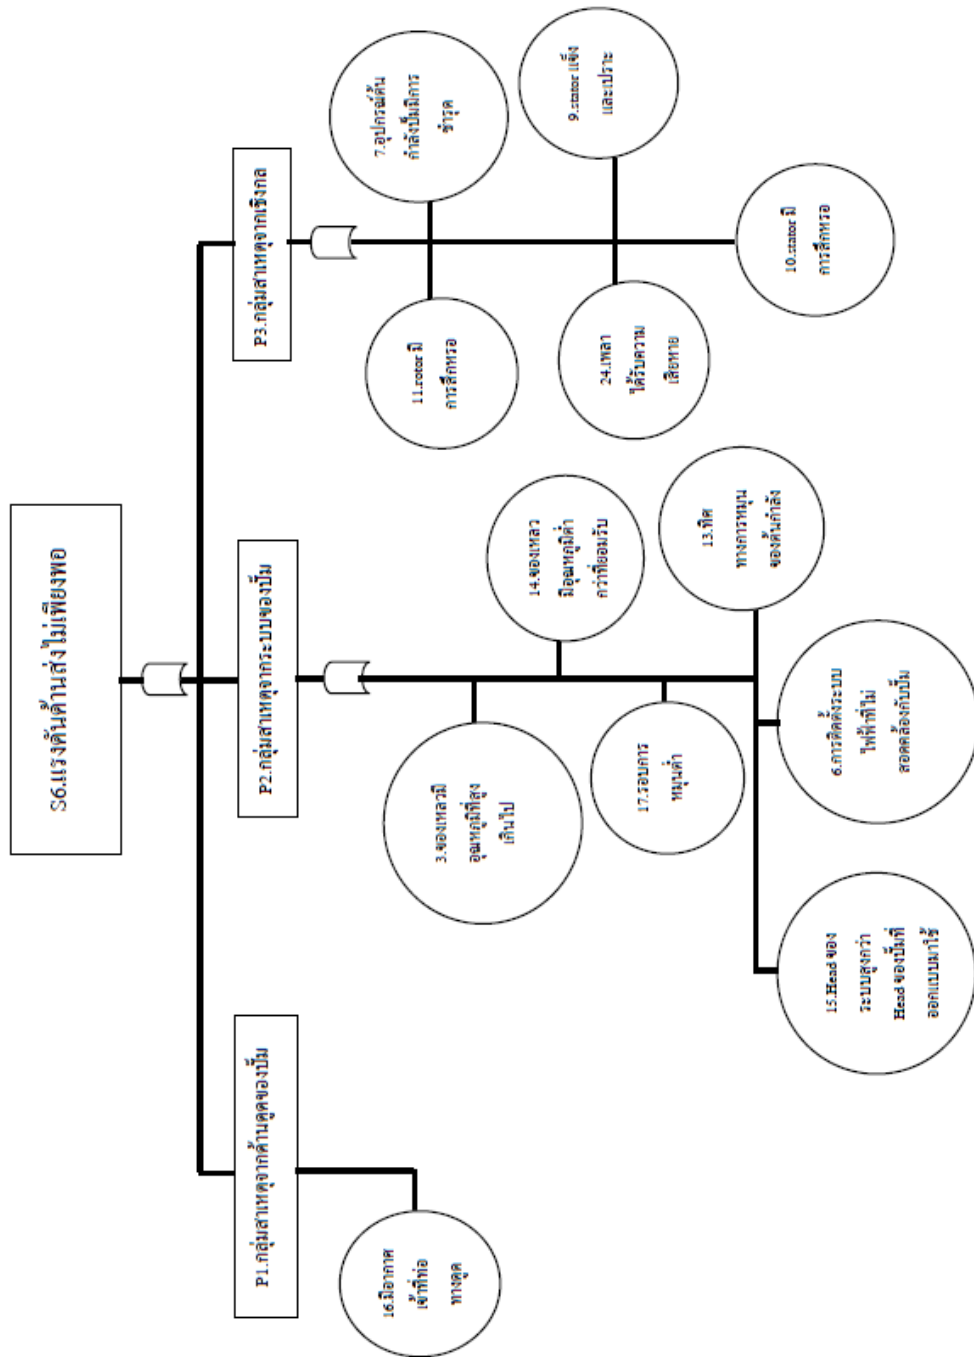 S6.แรงดันด้านส่งไม่เพียงพอ
P1.กลุ่มสาเหตุจากด้านดูดของปั๊ม
P2.กลุ่มสาเหตุจากระบบของปั๊ม
P3.กลุ่มสาเหตุจากเชิงกล
16.มีอากาศ
เข้าที่ท่อ
ทางดูด
3.ของเหลวมี
อุณหภูมิที่สูง
เกินไป
14.ของเหลว
มีอุณหภูมิต่ำ
กว่าที่ยอมรับ
17.รอบการ
หมุนต่ำ
15.Head ของ
ระบบสูงกว่า
Head ของปั๊มที่
ออกแบบมาใช้
6.การติดตั้งระบบ
ไฟฟ้าที่ไม่
สอดคล้องกับปั๊ม
13.ทิศ
ทางการหมุน
ของต้นกำลัง
11.rotor มี
การสึกหรอ
7.อุปกรณ์ต้น
กำลังปั๊มมีการ
ชำรุด
24.เพลา
ได้รับความ
เสียหาย
9.stator แข็ง
และเปราะ
10.stator มี
การสึกหรอ